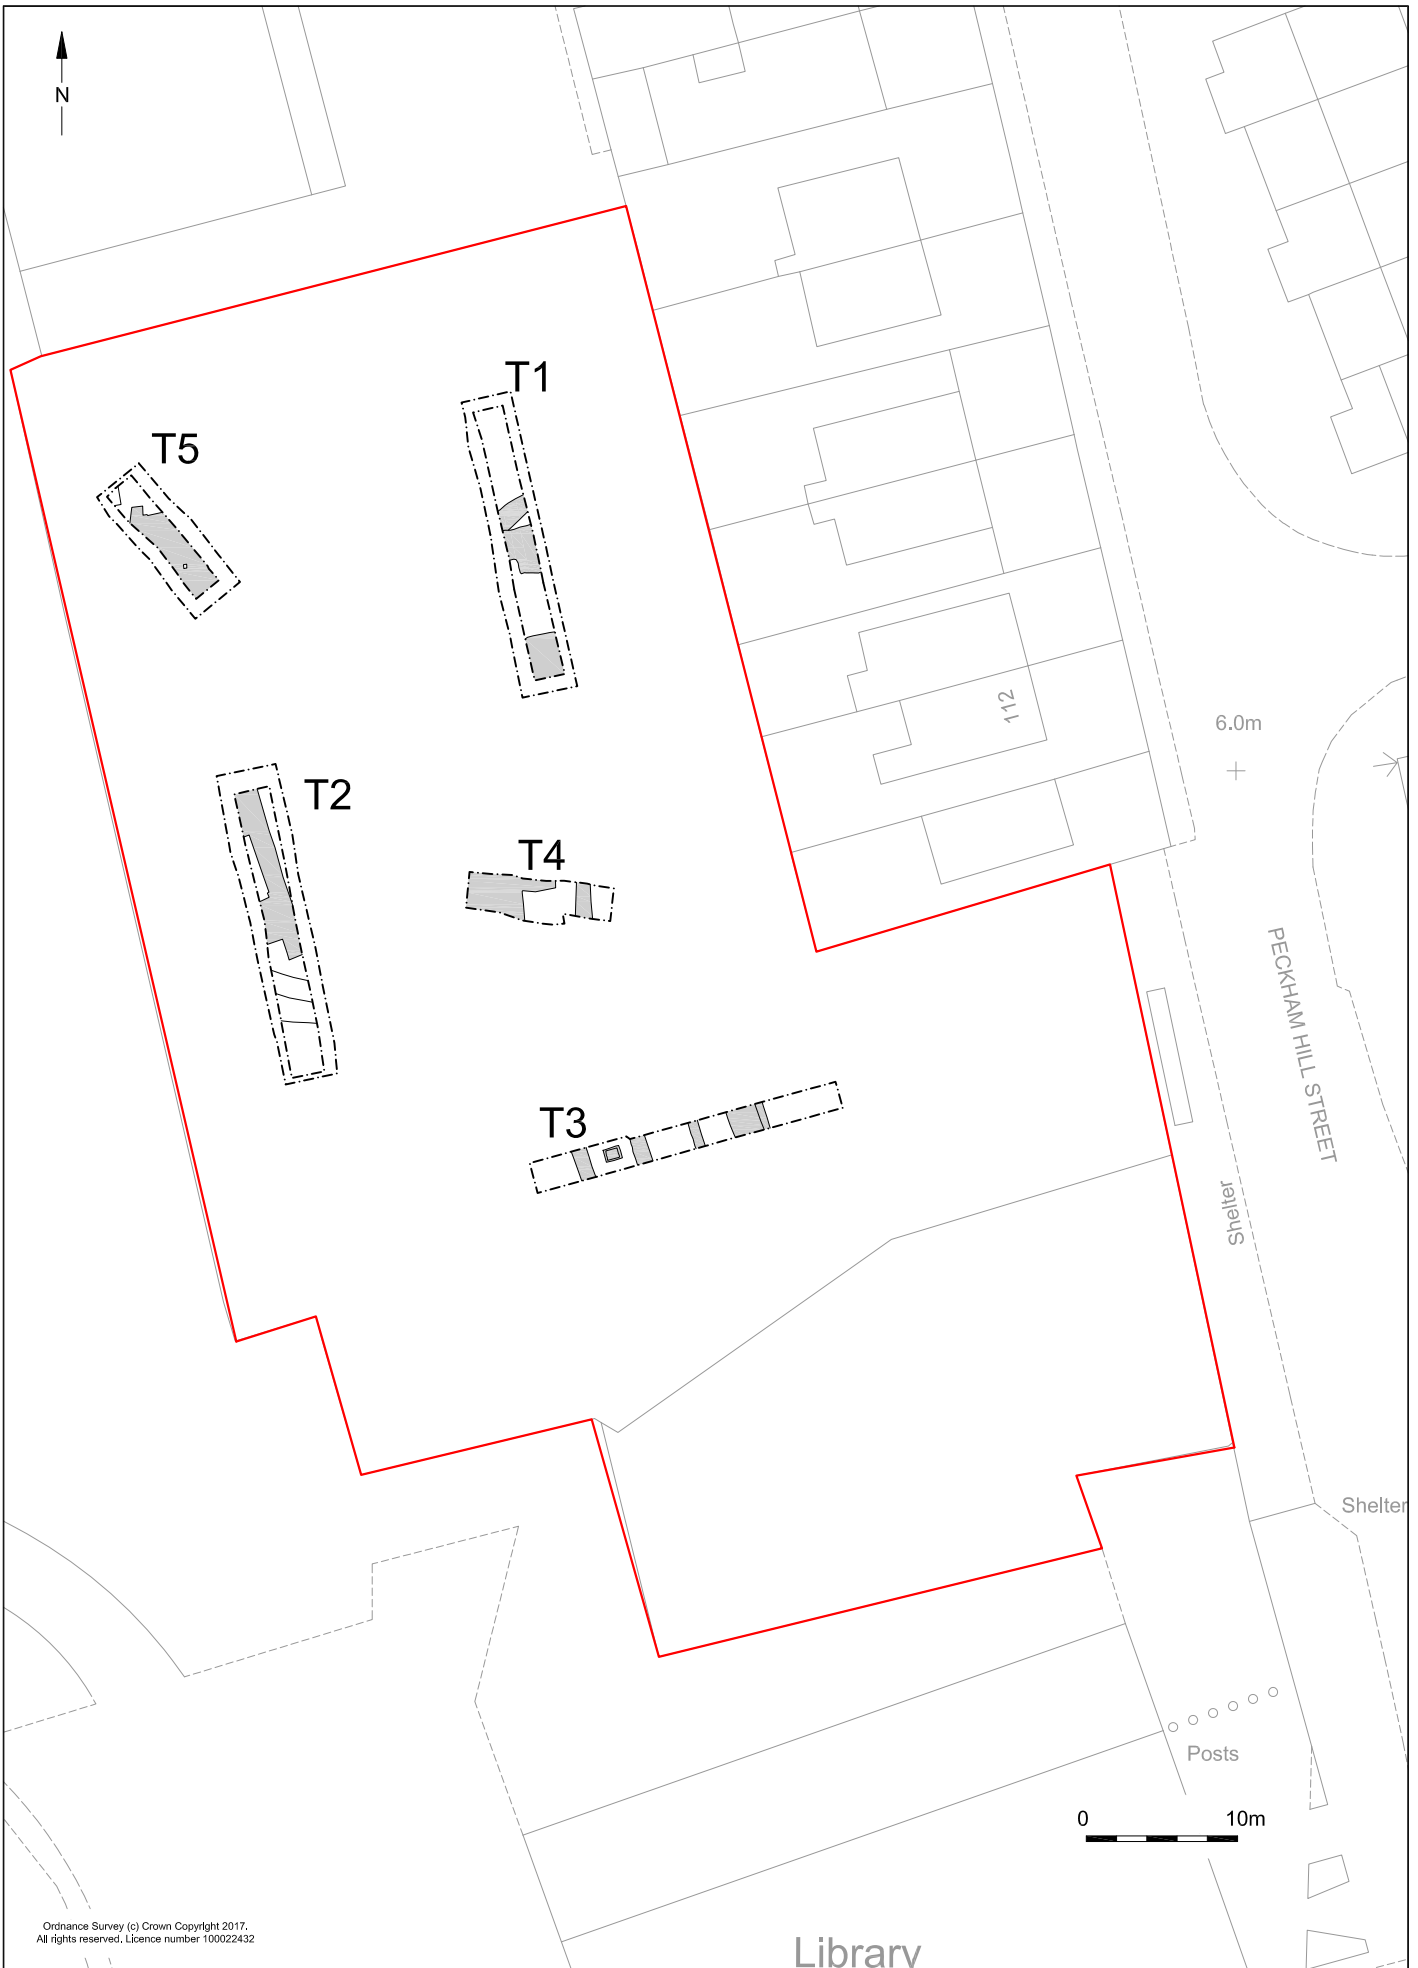 N
T1
T5
112
6.0m
T2
T4
PECKHAM HILL STREET
T3
Shelter
Shelter
Posts
0 10m
Ordnance Survey (c) Crown Copyright 2017.
All rights reserved. Licence number 100022432
Library